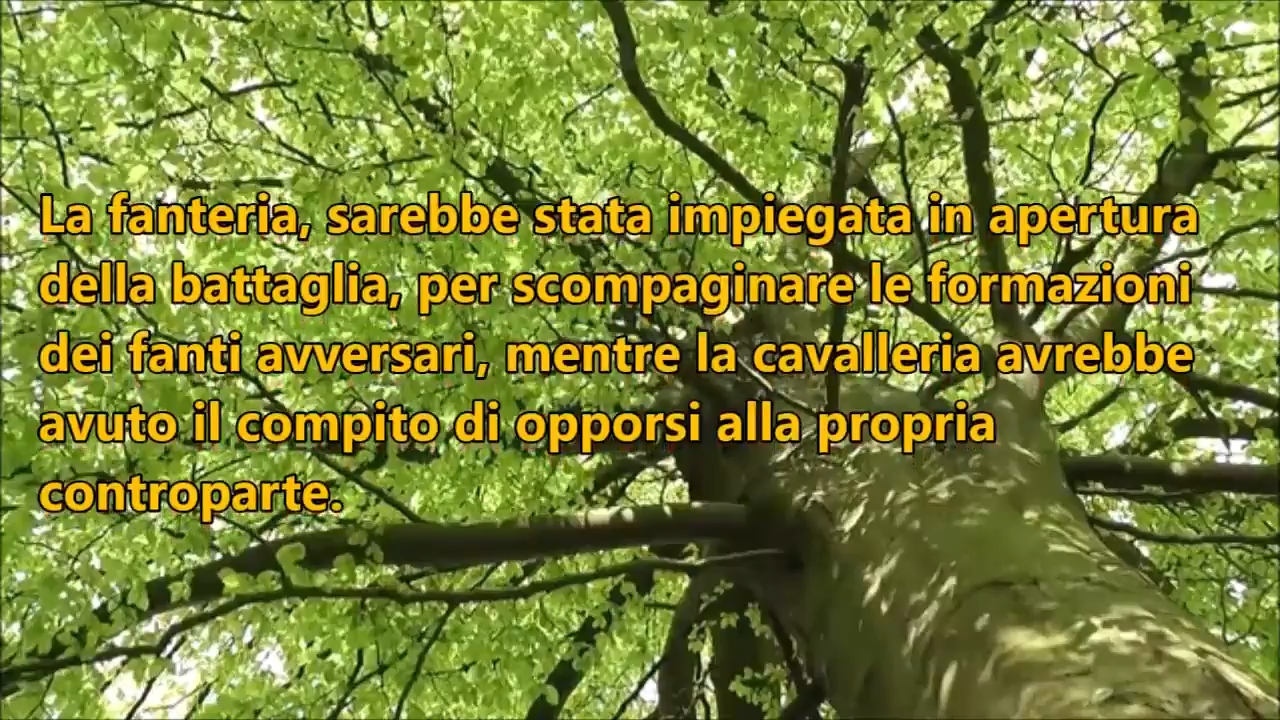 La fanteria, sarebbe stata impiegata in apertura
della battaglia, per scompaginare le formazioni
dei fanti avversari, mentre la cavalleria avrebbe
avuto il compito di opporsi alla propria
controparte.